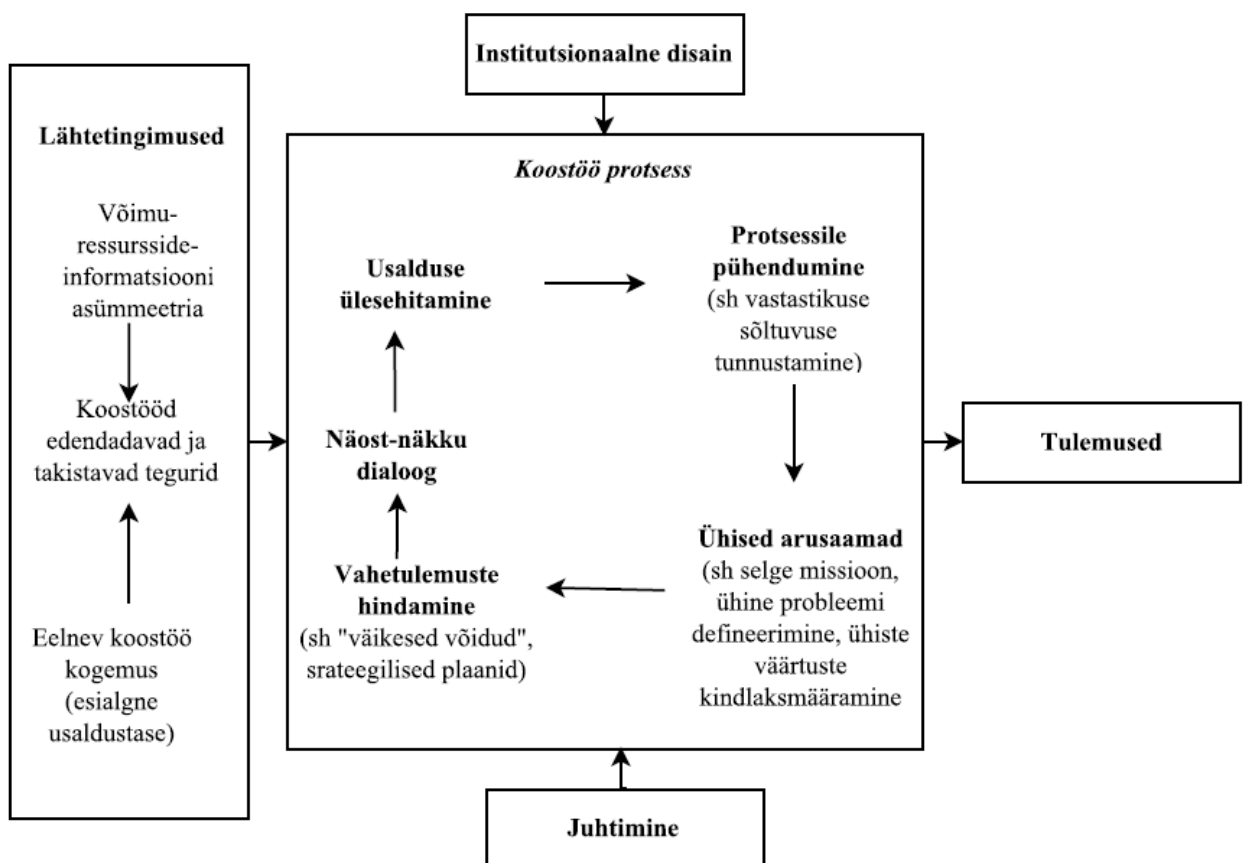 Institutsionaalne disain
Lähtetingimused
Võimu-
ressursside-
informatsiooni
asümmeetria
Koostööd
edendadavad ja
takistavad tegurid
Eelnev koostöö
kogemus
(esialgne
usaldustase)
Koostöö protsess
Usalduse
ülesehitamine
Protsessile
pühendumine
(sh vastastikuse
sõltuvuse
tunnustamine)
Näost-näkku
dialoog
Ühised arusaamad
(sh selge missioon,
ühine probleemi
defineerimine, ühiste
väärtuste
kindlaksmääramine
Vahetulemuste
hindamine
(sh "väikesed võidud",
srateegilised plaanid)
Tulemused
Juhtimine